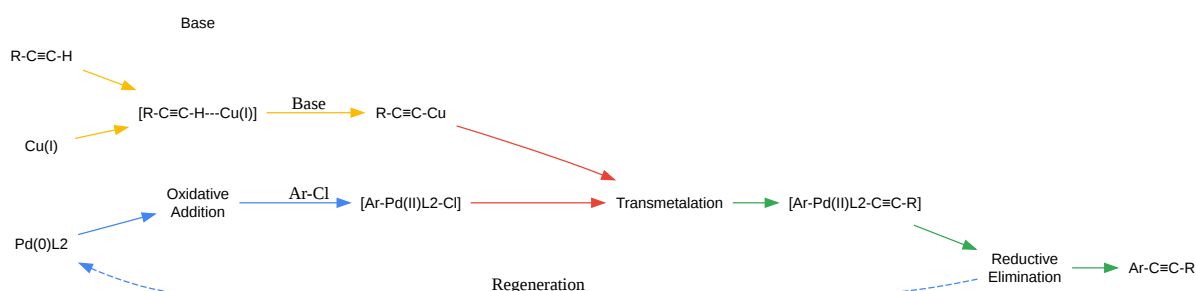 Base
R-C≡C-H
[R-C≡C-H---Cu(I)]
Base
R-C≡C-Cu
Cu(I)
Oxidative
Addition
Ar-Cl
[Ar-Pd(II)L2-Cl]
Transmetalation
[Ar-Pd(II)L2-C≡C-R]
Pd(0)L2
Reductive
Elimination
Ar-C≡C-R
Regeneration